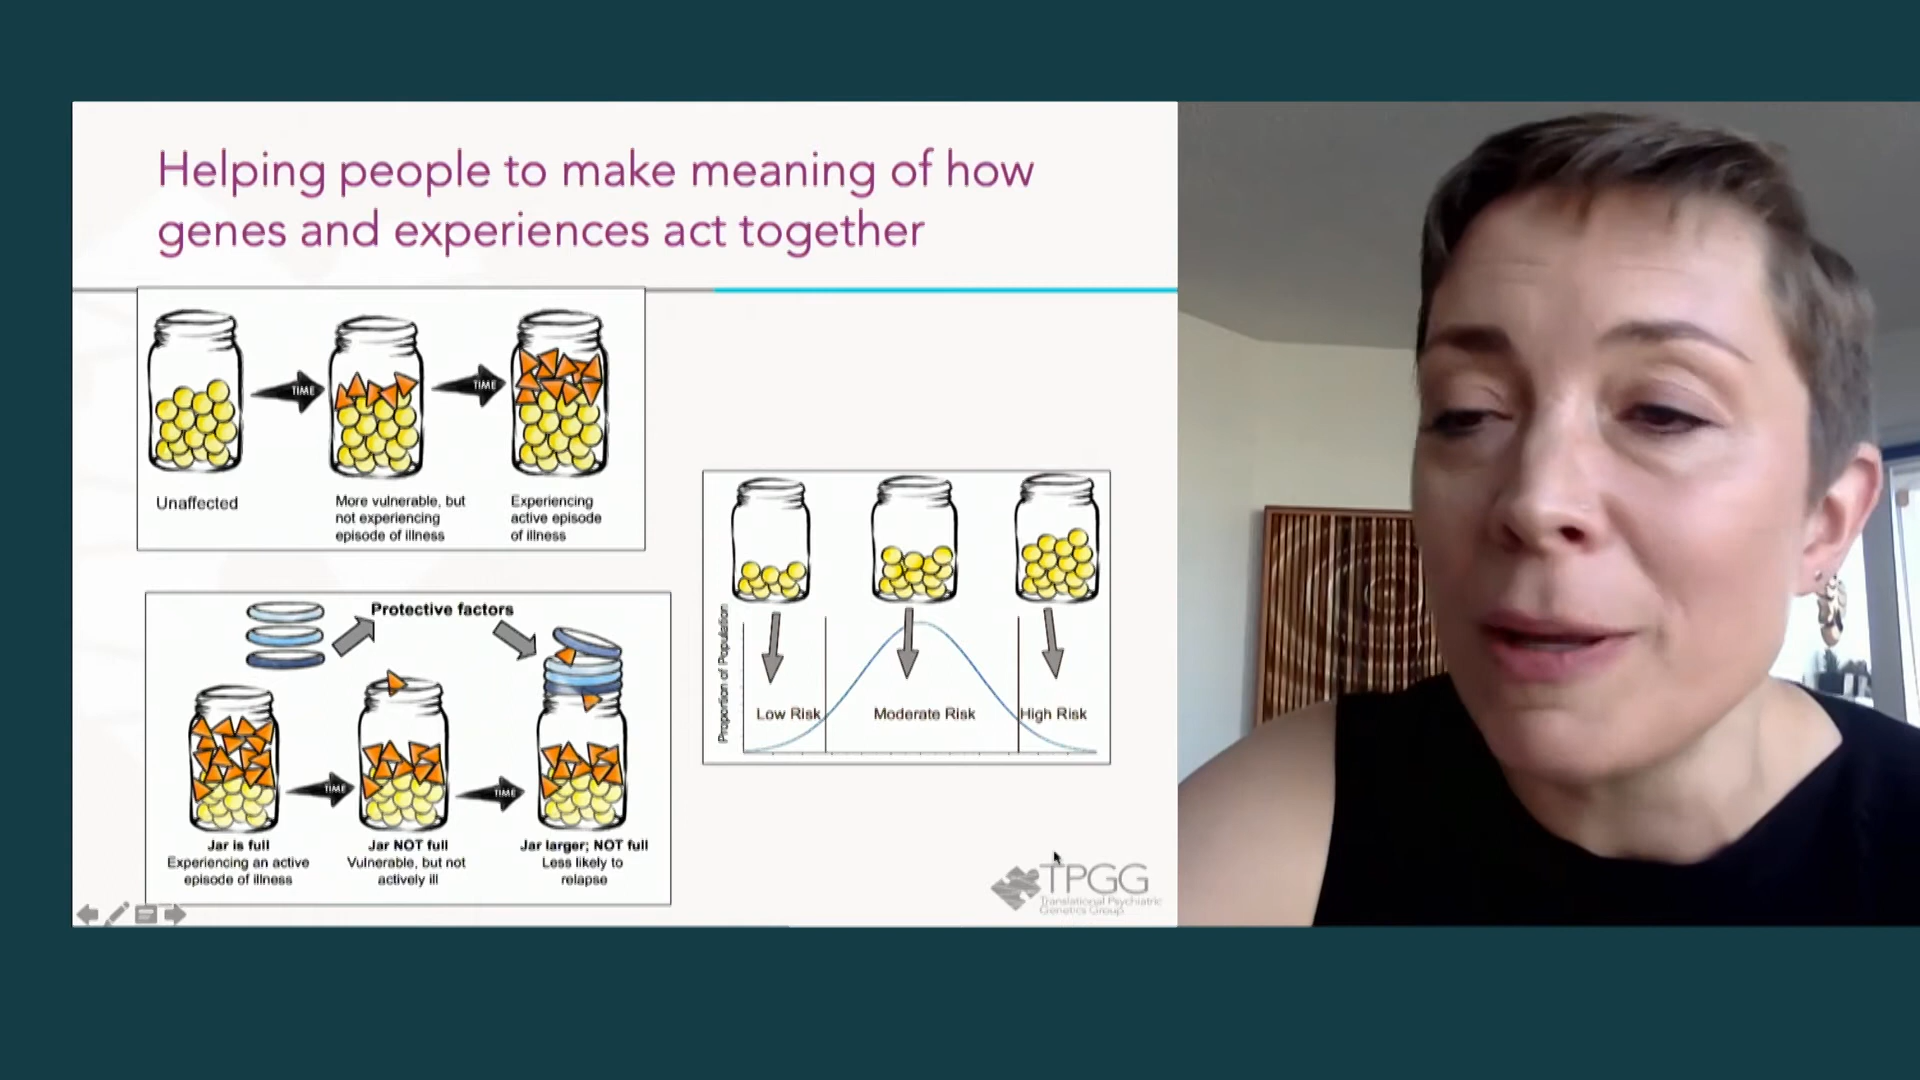 Helping people to make meaning of how
genes and experiences act together
TIME
TIME
Unaffected
More vulnerable, but
not experiencing
episode of illness
Experiencing
active episode
of illness
Protective factors
TIME
TIME
Jar is full
Experiencing an active
episode of illness
Jar NOT full
Vulnerable, but not
actively ill
Jar larger; NOT full
Less likely to
relapse
Proportion of Population
Low Risk
Moderate Risk
High Risk
TPGG
Translational Psychiatric
Genetics Group